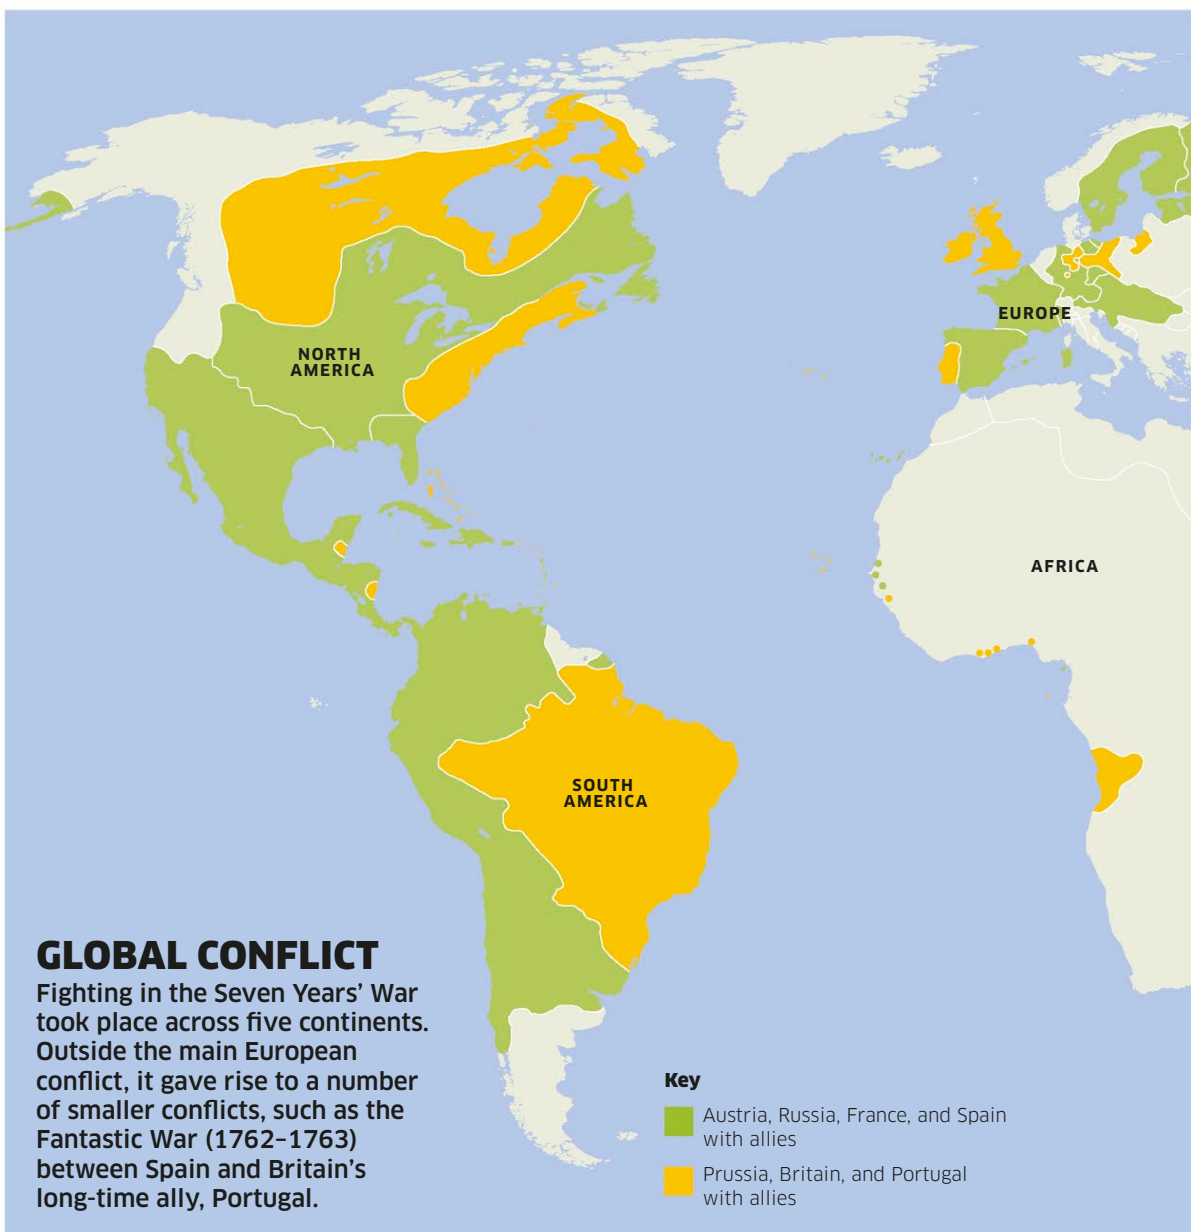 NORTH
AMERICA
EUROPE
AFRICA
SOUTH
AMERICA
GLOBAL CONFLICT
Fighting in the Seven Years’ War
took place across five continents.
Outside the main European
conflict, it gave rise to a number
of smaller conflicts, such as the
Fantastic War (1762–1763)
between Spain and Britain’s
long-time ally, Portugal.
Key
Austria, Russia, France, and Spain
with allies
Prussia, Britain, and Portugal
with allies